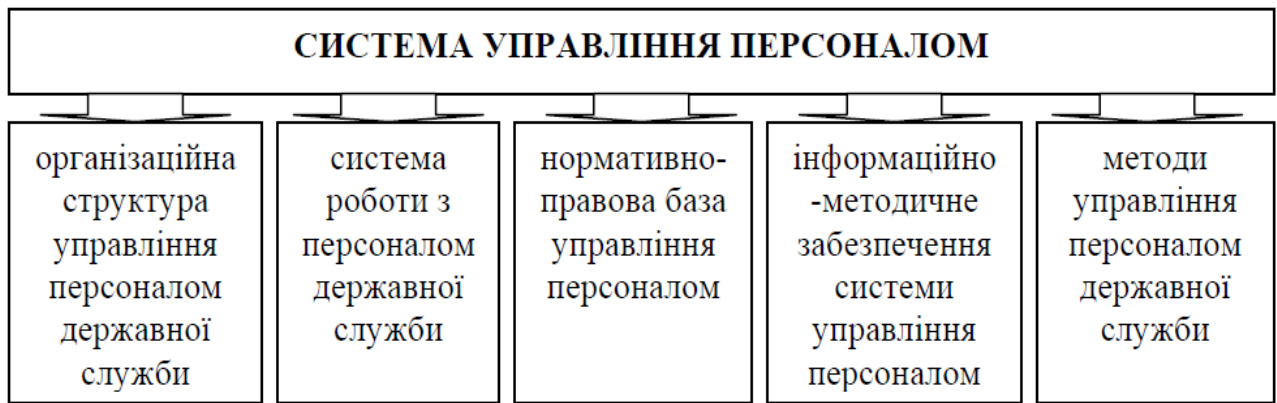 СИСТЕМА УПРАВЛІННЯ ПЕРСОНАЛОМ
організаційна
структура
управління
персоналом
державної
служби
система
роботи з
персоналом
державної
служби
нормативно-
правова база
управління
персоналом
інформаційно
-методичне
забезпечення
системи
управління
персоналом
методи
управління
персоналом
державної
служби